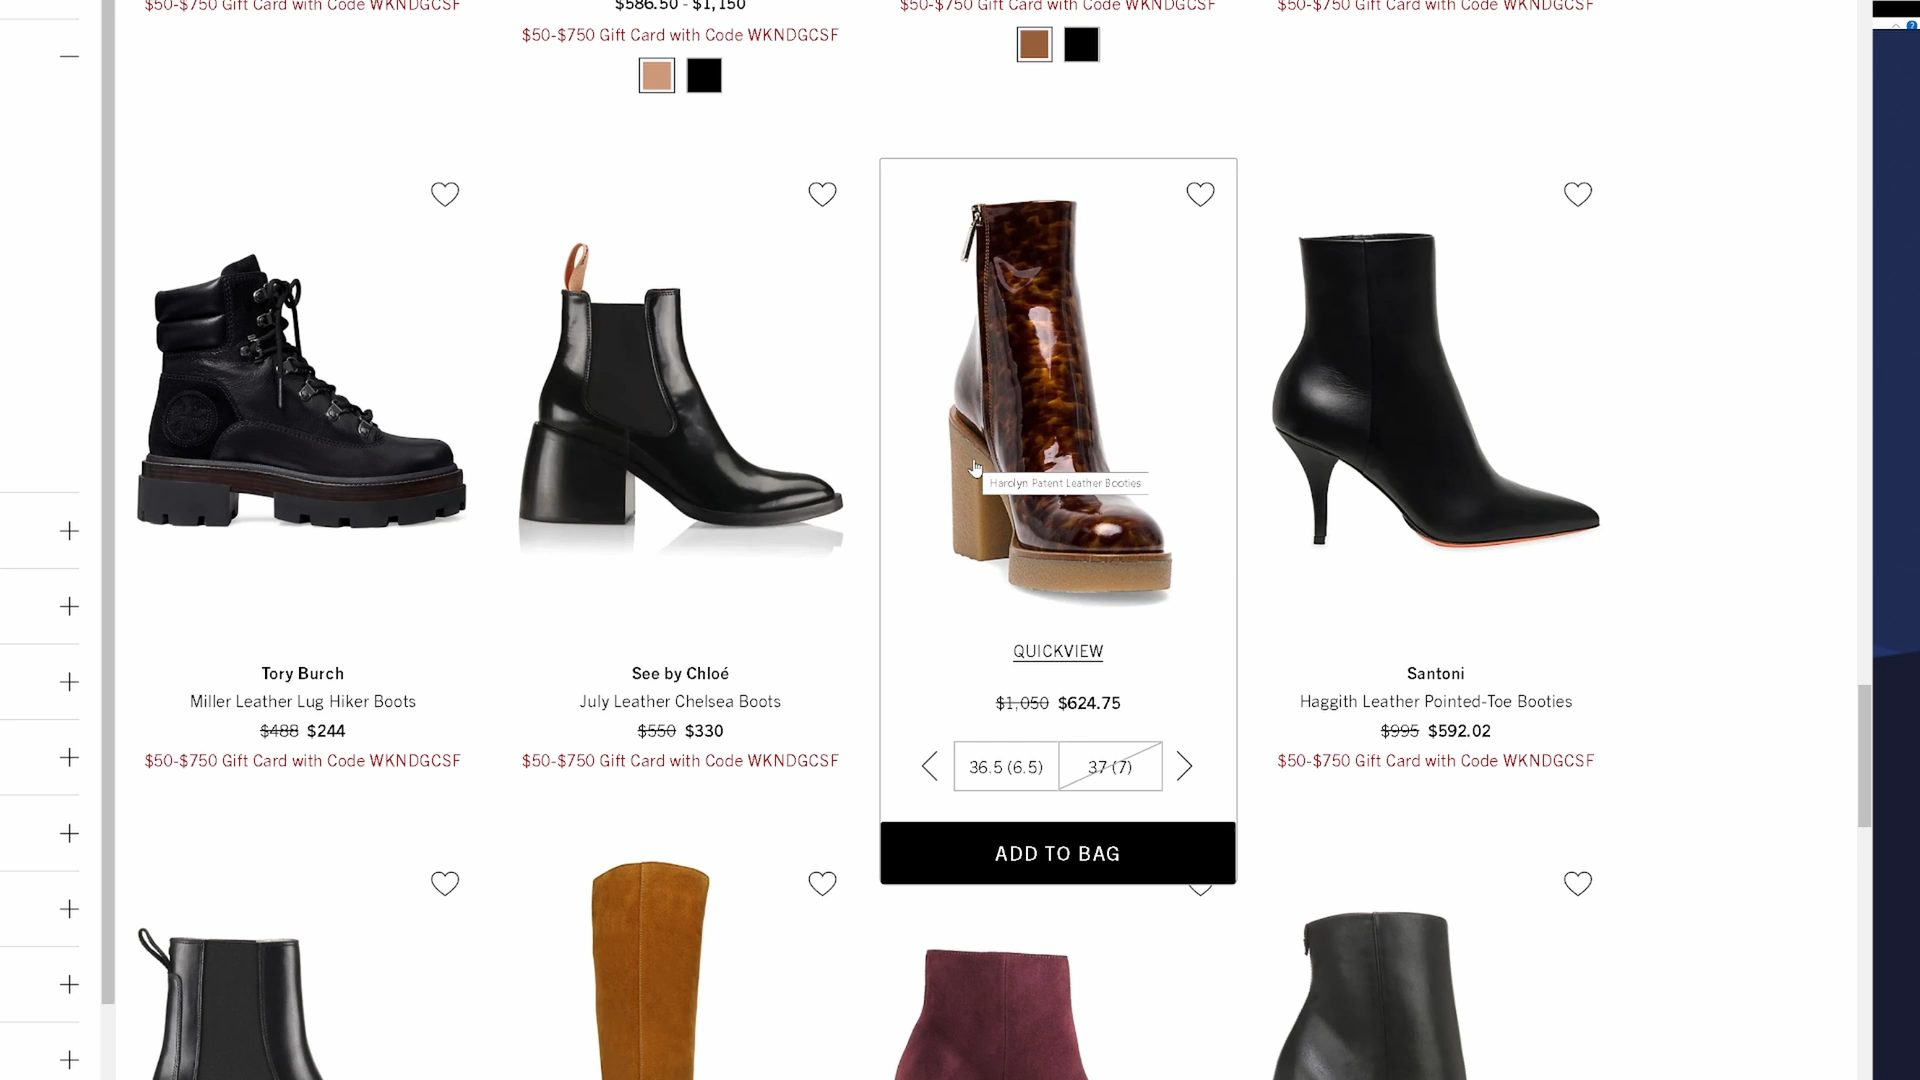 $50-$750 Gift Card with Code WKNDGCSF
$586.50 - $1,150
$50-$750 Gift Card with Code WKNDGCSF
$50-$750 Gift Card with Code WKNDGCSF
$50-$750 Gift Card with Code WKNDGCSF
Harolyn Patent Leather Booties
Tory Burch
Miller Leather Lug Hiker Boots
$488 $244
$50-$750 Gift Card with Code WKNDGCSF
See by Chloé
July Leather Chelsea Boots
$550 $330
$50-$750 Gift Card with Code WKNDGCSF
QUICKVIEW
$1,050 $624.75
36.5 (6.5)
37 (7)
ADD TO BAG
Santoni
Haggith Leather Pointed-Toe Booties
$995 $592.02
$50-$750 Gift Card with Code WKNDGCSF